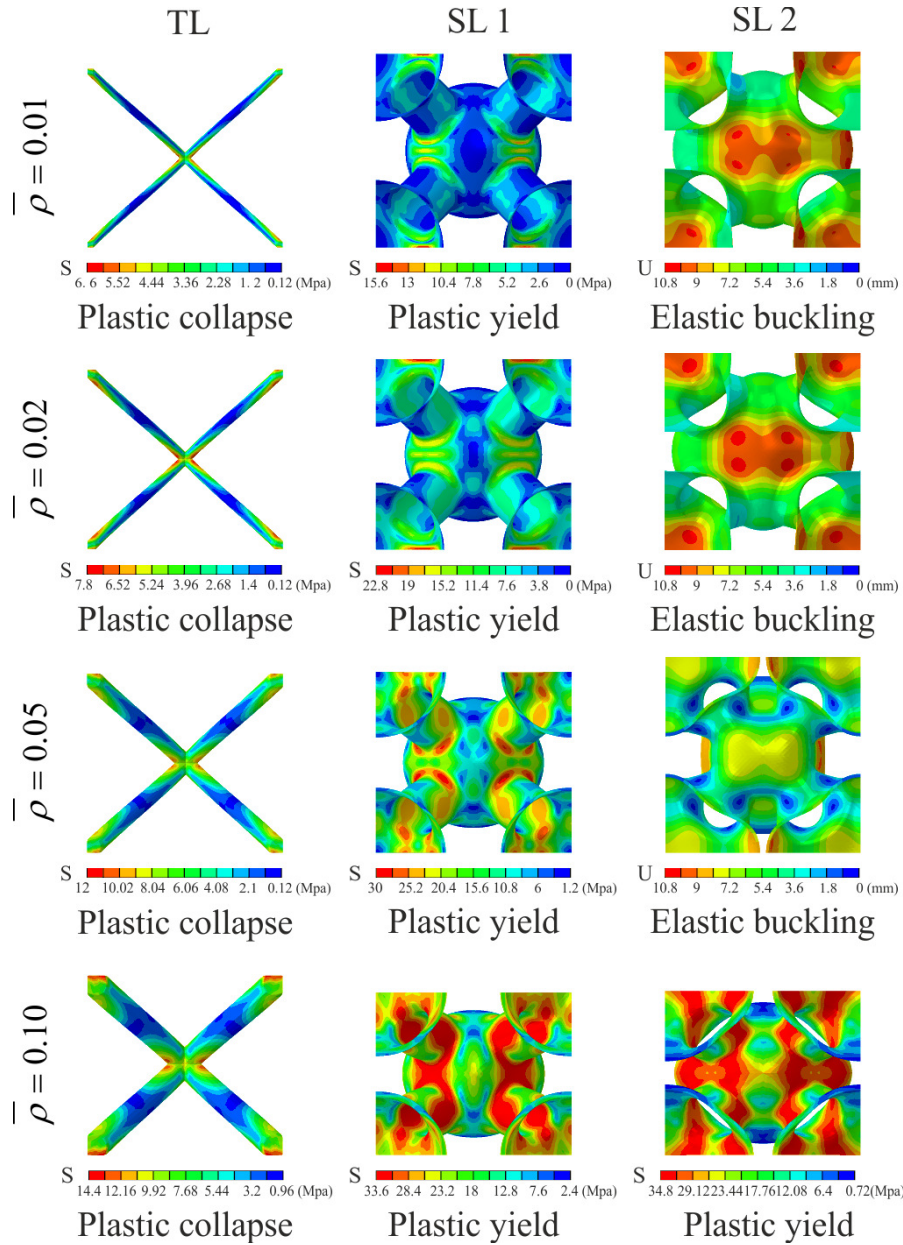 TL SL 1 SL 2
ρ̅ = 0.01
S S U
6. 6 5.52 4.44 3.36 2.28 1. 2 0.12 (Mpa) 15.6 13 10.4 7.8 5.2 2.6 0 (Mpa) 10.8 9 7.2 5.4 3.6 1.8 0 (mm)
Plastic collapse Plastic yield Elastic buckling
ρ̅ = 0.02
S S U
7.8 6.52 5.24 3.96 2.68 1.4 0.12 (Mpa) 22.8 19 15.2 11.4 7.6 3.8 0 (Mpa) 10.8 9 7.2 5.4 3.6 1.8 0 (mm)
Plastic collapse Plastic yield Elastic buckling
ρ̅ = 0.05
S S U
12 10.02 8.04 6.06 4.08 2.1 0.12 (Mpa) 30 25.2 20.4 15.6 10.8 6 1.2 (Mpa) 10.8 9 7.2 5.4 3.6 1.8 0 (mm)
Plastic collapse Plastic yield Elastic buckling
ρ̅ = 0.10
S S S
14.4 12.16 9.92 7.68 5.44 3.2 0.96 (Mpa) 33.6 28.4 23.2 18 12.8 7.6 2.4 (Mpa) 34.8 29.12 23.44 17.76 12.08 6.4 0.72 (Mpa)
Plastic collapse Plastic yield Plastic yield